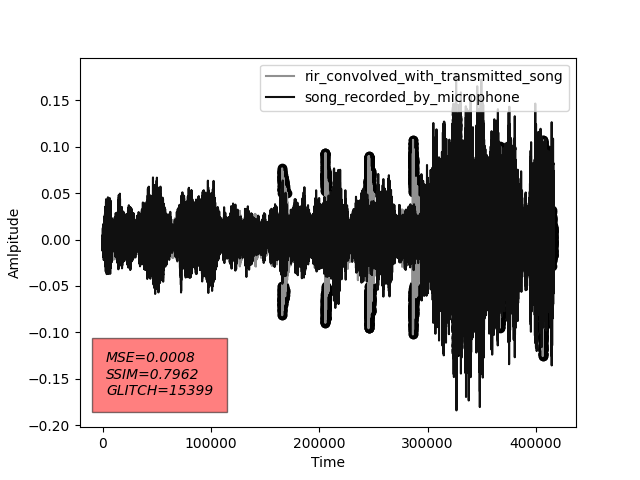 rir_convolved_with_transmitted_song
song_recorded_by_microphone
0.15
0.10
0.05
0.00
−0.05
−0.10
−0.15
−0.20
Amlpitude
MSE=0.0008
SSIM=0.7962
GLITCH=15399
0 100000 200000 300000 400000
Time